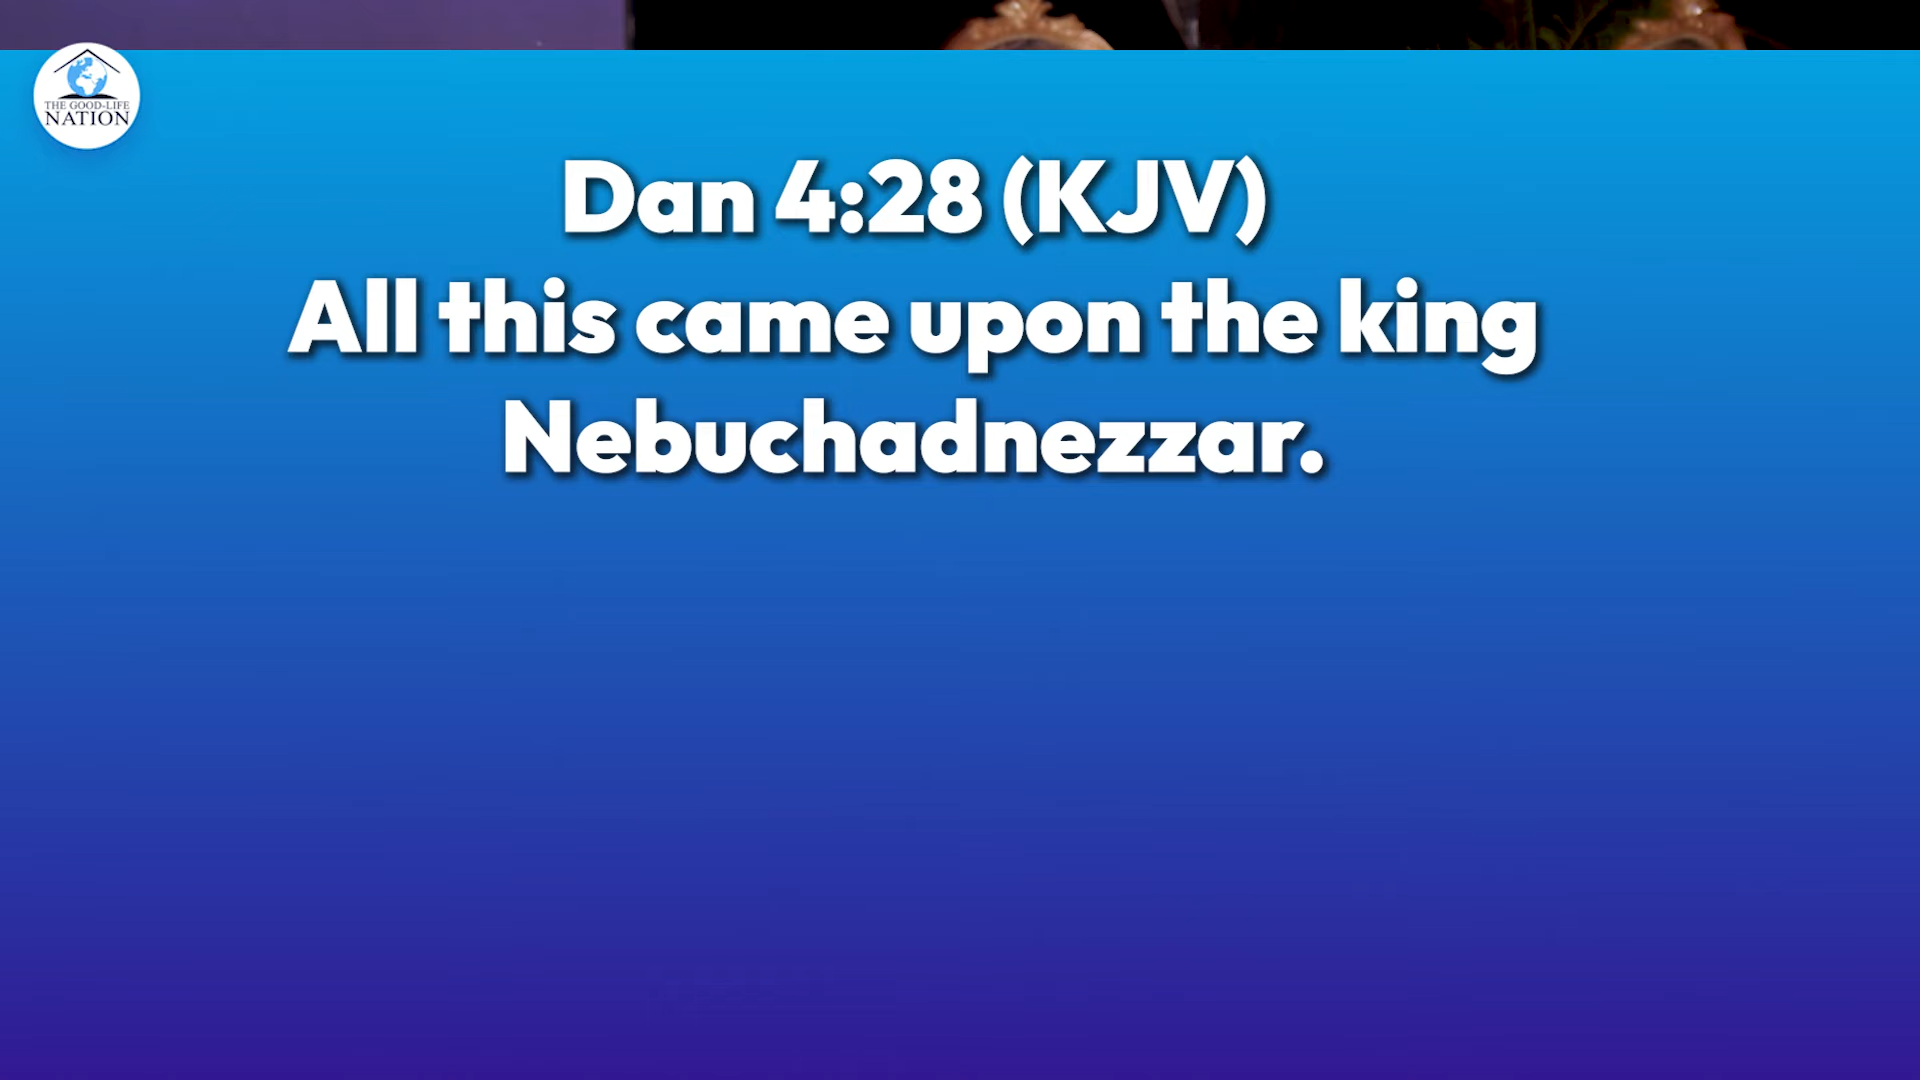 THE GOOD-LIFE
NATION
Dan 4:28 (KJV)
All this came upon the king
Nebuchadnezzar.